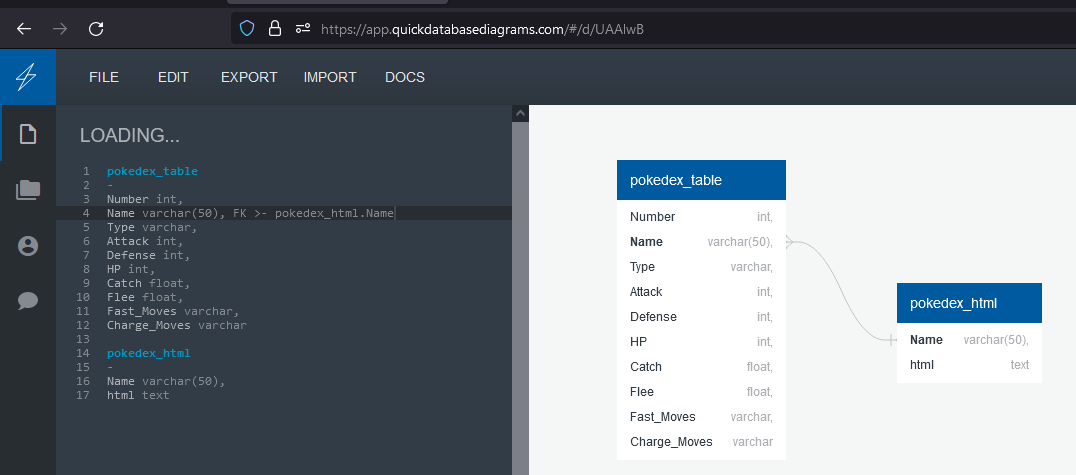 https://app.quickdatabasediagrams.com/#/d/UAAlwB
FILE EDIT EXPORT IMPORT DOCS
LOADING...
1 pokedex_table
2 -
3 Number int,
4 Name varchar(50), FK >- pokedex_html.Name
5 Type varchar,
6 Attack int,
7 Defense int,
8 HP int,
9 Catch float,
10 Flee float,
11 Fast_Moves varchar,
12 Charge_Moves varchar
13
14 pokedex_html
15 -
16 Name varchar(50),
17 html text
pokedex_table
Number int,
Name varchar(50),
Type varchar,
Attack int,
Defense int,
HP int,
Catch float,
Flee float,
Fast_Moves varchar,
Charge_Moves varchar
pokedex_html
Name varchar(50),
html text